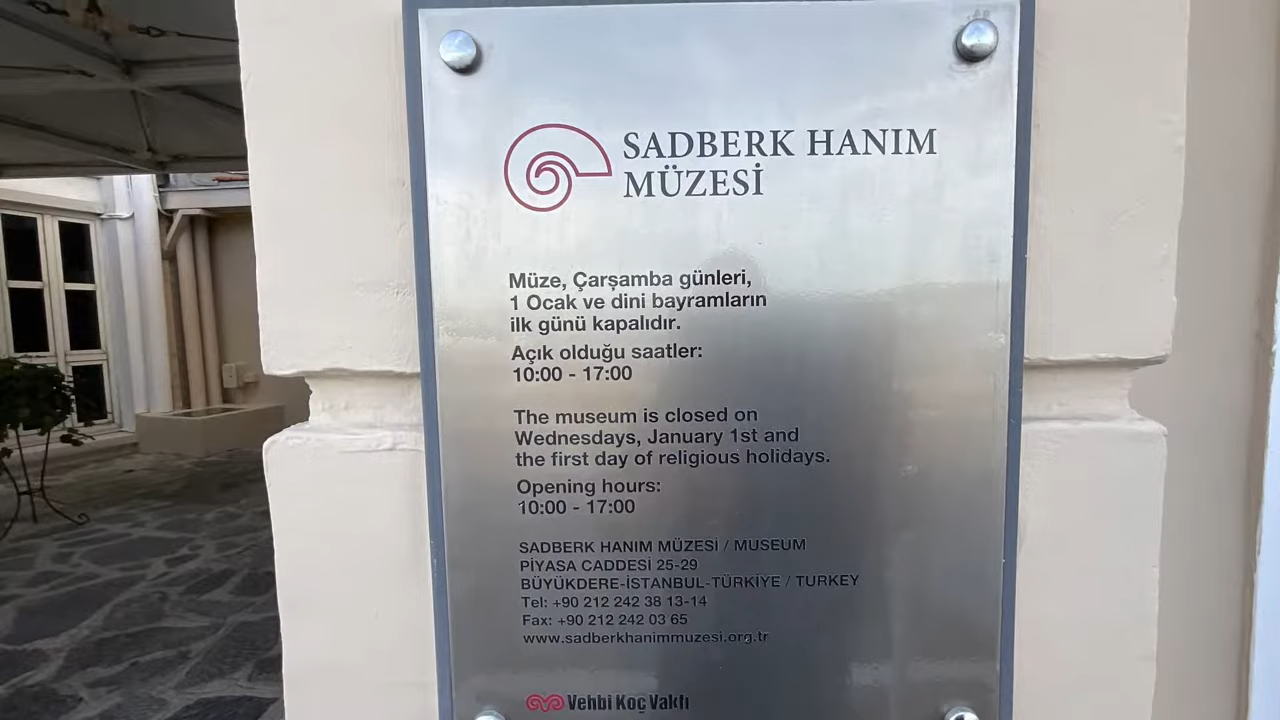 SADBERK HANIM
MÜZESİ
Müze, Çarşamba günleri,
1 Ocak ve dini bayramların
ilk günü kapalıdır.
Açık olduğu saatler:
10:00 - 17:00
The museum is closed on
Wednesdays, January 1st and
the first day of religious holidays.
Opening hours:
10:00 - 17:00
SADBERK HANIM MÜZESİ / MUSEUM
PİYASA CADDESİ 25-29
BÜYÜKDERE-İSTANBUL-TÜRKİYE / TURKEY
Tel: +90 212 242 38 13-14
Fax: +90 212 242 03 65
www.sadberkhanimmuzesi.org.tr
Vehbi Koç Vakfı